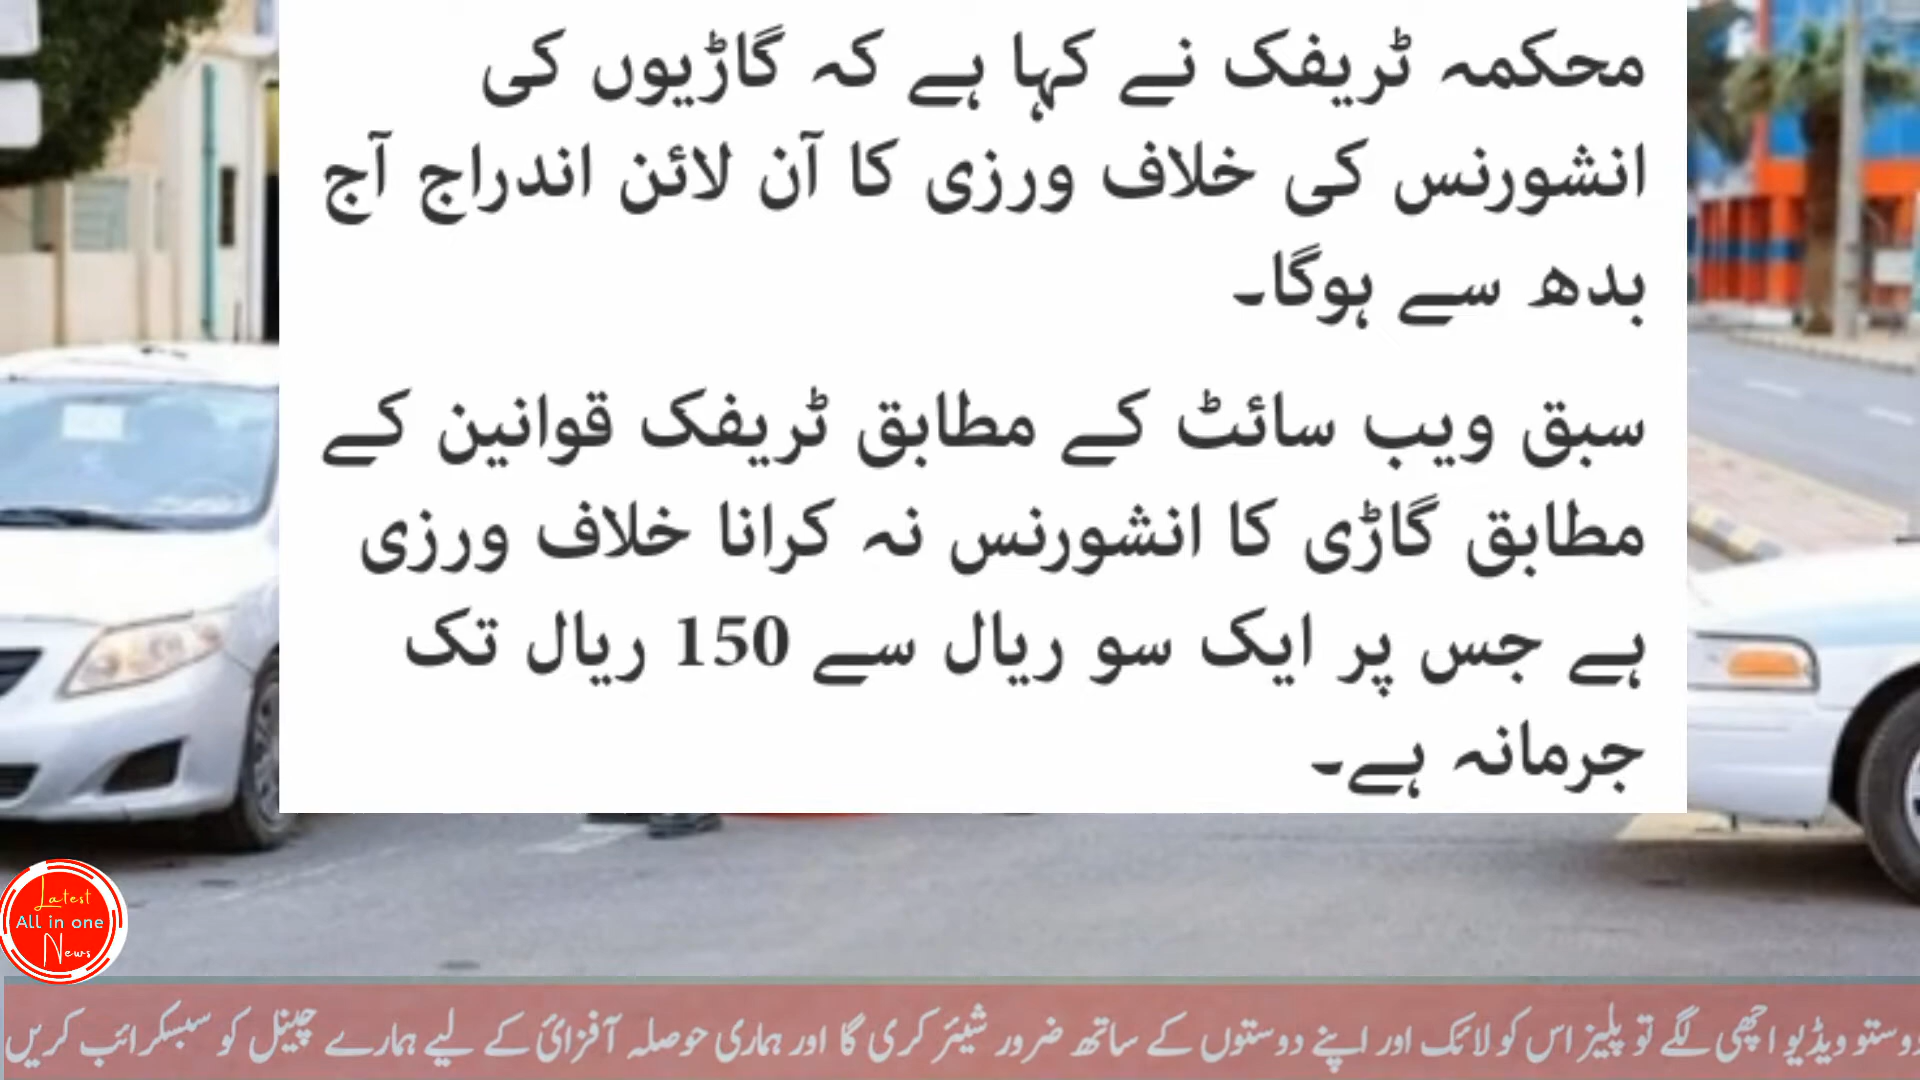 محکمہ ٹریفک نے کہا ہے کہ گاڑیوں کی
انشورنس کی خلاف ورزی کا آن لائن اندراج آج
بدھ سے ہوگا۔
سبق ویب سائٹ کے مطابق ٹریفک قوانین کے
مطابق گاڑی کا انشورنس نہ کرانا خلاف ورزی
ہے جس پر ایک سو ریال سے 150 ریال تک
جرمانہ ہے۔
Latest
All in one
News
دوستو ویڈیو اچھی لگے تو پلیز اس کو لائک اور اپنے دوستوں کے ساتھ ضرور شیئر کری گا اور ہماری حوصلہ آفزائ کے لیے ہمارے چینل کو سبسکرائب کریں